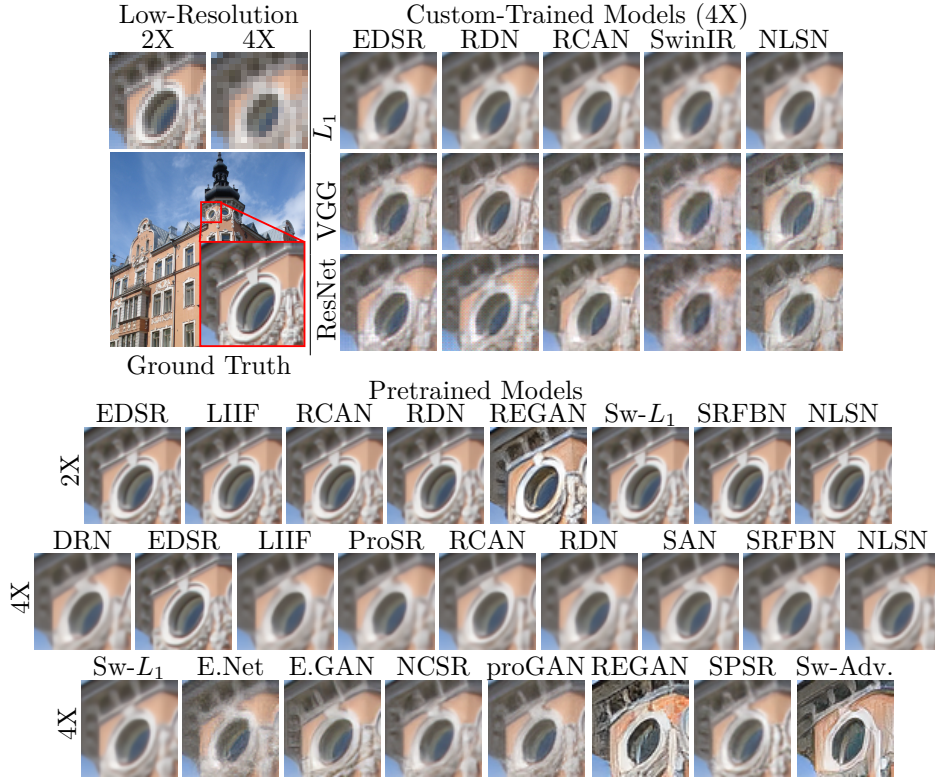 Low-Resolution
2X 4X
Custom-Trained Models (4X)
EDSR RDN RCAN SwinIR NLSN
L₁
VGG
ResNet
Ground Truth
Pretrained Models
EDSR LIIF RCAN RDN REGAN Sw-L₁ SRFBN NLSN
2X
DRN EDSR LIIF ProSR RCAN RDN SAN SRFBN NLSN
4X
Sw-L₁ E.Net E.GAN NCSR proGAN REGAN SPSR Sw-Adv.
4X